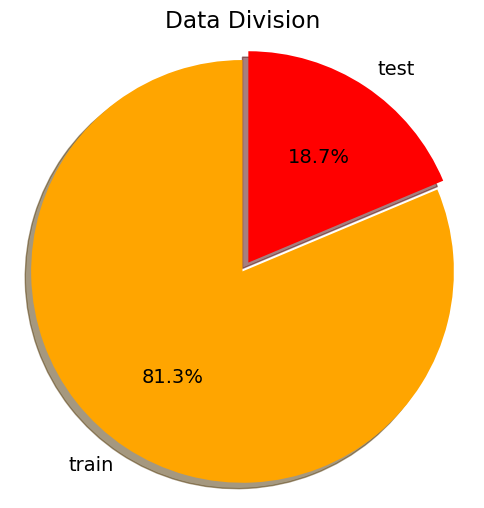 Data Division
test
18.7%
81.3%
train